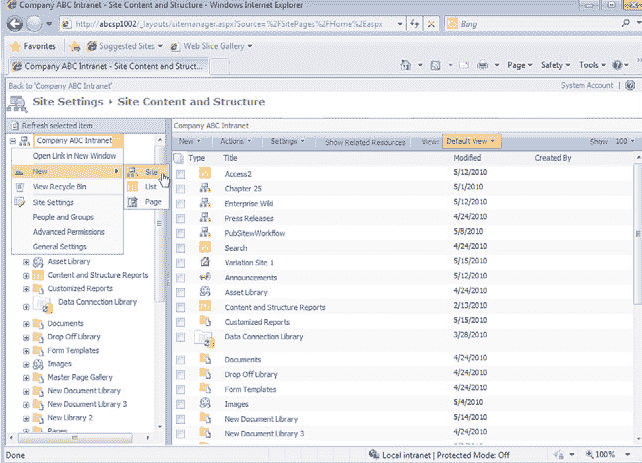 Company ABC Intranet - Site Content and Structure - Windows Internet Explorer
http://abcsp1002/_layouts/sitemanager.aspx?Source=%2FSitePages%2FHome%2Easpx
Bing
Favorites
Suggested Sites
Web Slice Gallery
Company ABC Intranet - Site Content and Struct...
Page
Safety
Tools
Back to 'Company ABC Intranet'
System Account
Site Settings ▸ Site Content and Structure
Refresh selected item
Company ABC Intranet
Open Link in New Window
New
View Recycle Bin
Site Settings
People and Groups
Advanced Permissions
General Settings
Site
List
Page
Asset Library
Content and Structure Reports
Customized Reports
Data Connection Library
Documents
Drop Off Library
Form Templates
Images
Master Page Gallery
New Document Library
New Document Library 3
New Library 2
Pages
Company ABC Intranet
New Actions Settings Show Related Resources View: Default View Show 100
Type Title Modified Created By
Access2 5/12/2010
Chapter 25 5/1/2010
Enterprise Wiki 5/12/2010
Press Releases 4/24/2010
PubSitewWorkflow 5/8/2010
Search 4/24/2010
Variation Site 1 5/15/2010
Announcements 5/12/2010
Asset Library 4/24/2010
Content and Structure Reports 2/13/2010
Customized Reports 5/15/2010
Data Connection Library 3/28/2010
Documents 4/24/2010
Drop Off Library 4/24/2010
Form Templates 4/24/2010
Images 5/4/2010
New Document Library 5/14/2010
New Document Library 3 4/24/2010
Done
Local intranet | Protected Mode: Off
100%